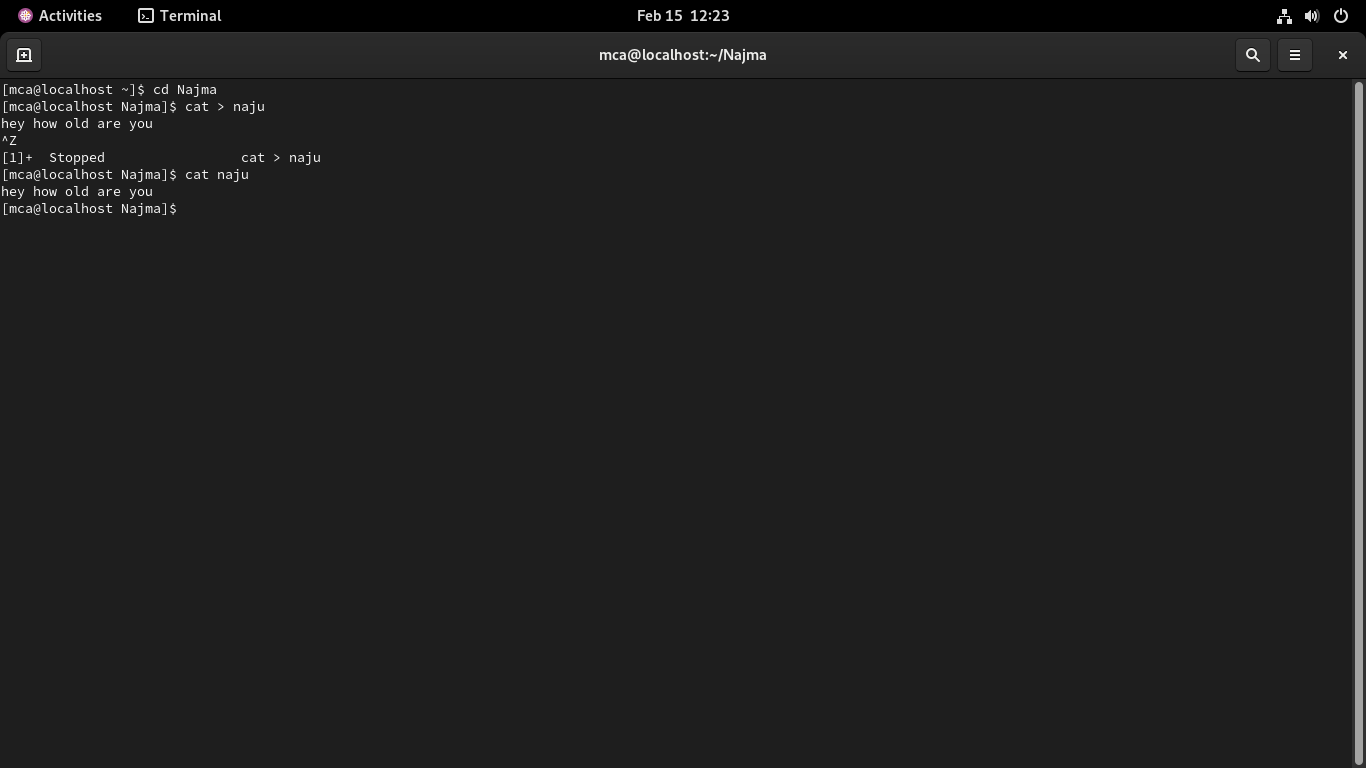 Activities Terminal Feb 15 12:23
mca@localhost:~/Najma
[mca@localhost ~]$ cd Najma
[mca@localhost Najma]$ cat > naju
hey how old are you
^Z
[1]+  Stopped                 cat > naju
[mca@localhost Najma]$ cat naju
hey how old are you
[mca@localhost Najma]$